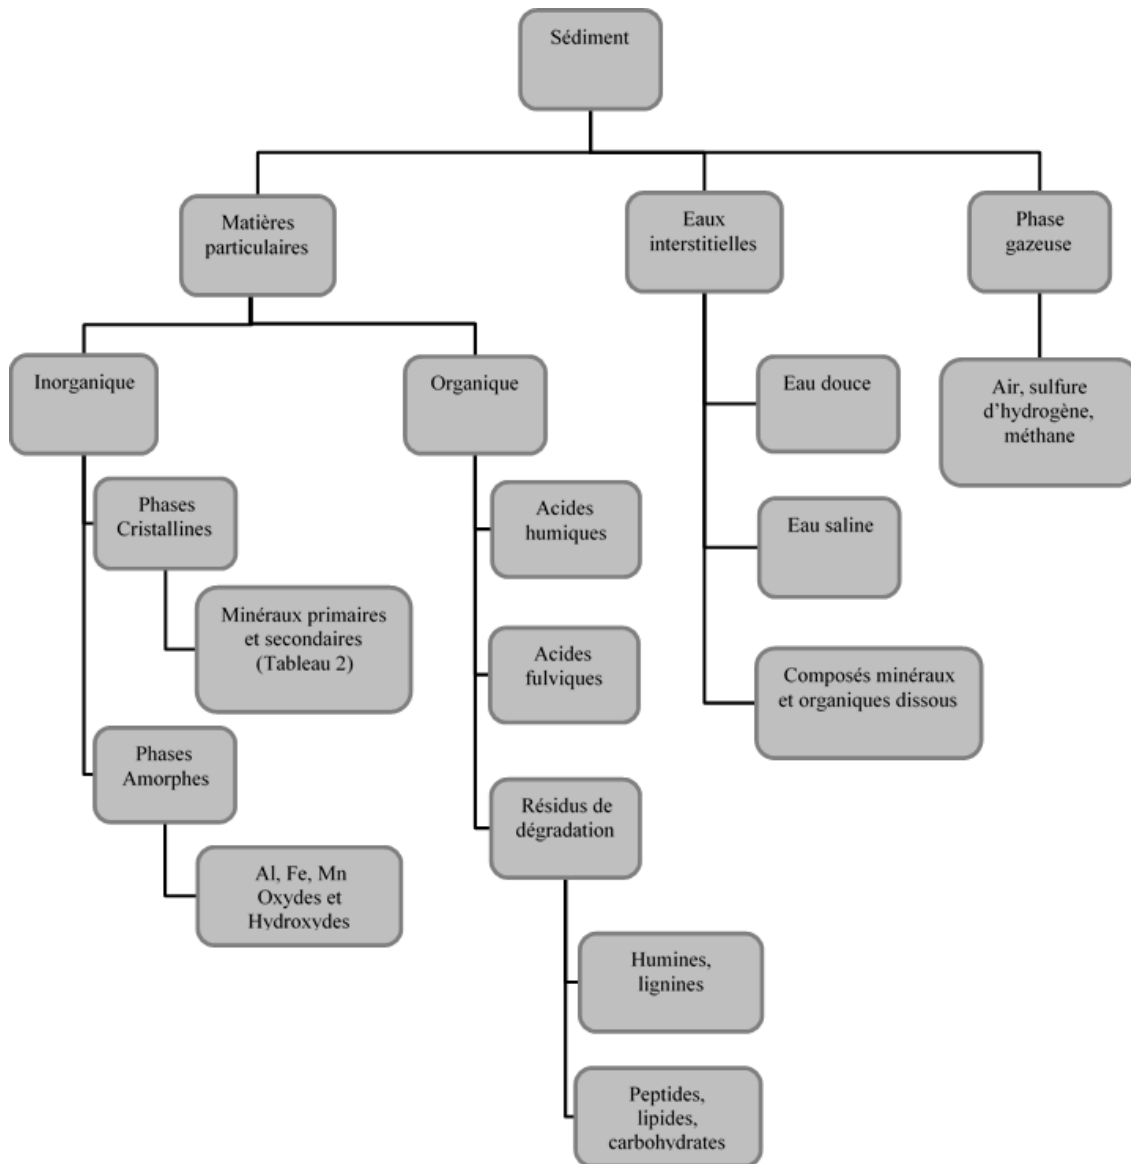 Sédiment
Matières
particulaires
Eaux
interstitielles
Phase
gazeuse
Inorganique
Organique
Eau douce
Air, sulfure
d'hydrogène,
méthane
Phases
Cristallines
Acides
humiques
Eau saline
Minéraux primaires
et secondaires
(Tableau 2)
Acides
fulviques
Composés minéraux
et organiques dissous
Phases
Amorphes
Résidus de
dégradation
Al, Fe, Mn
Oxydes et
Hydroxydes
Humines,
lignines
Peptides,
lipides,
carbohydrates